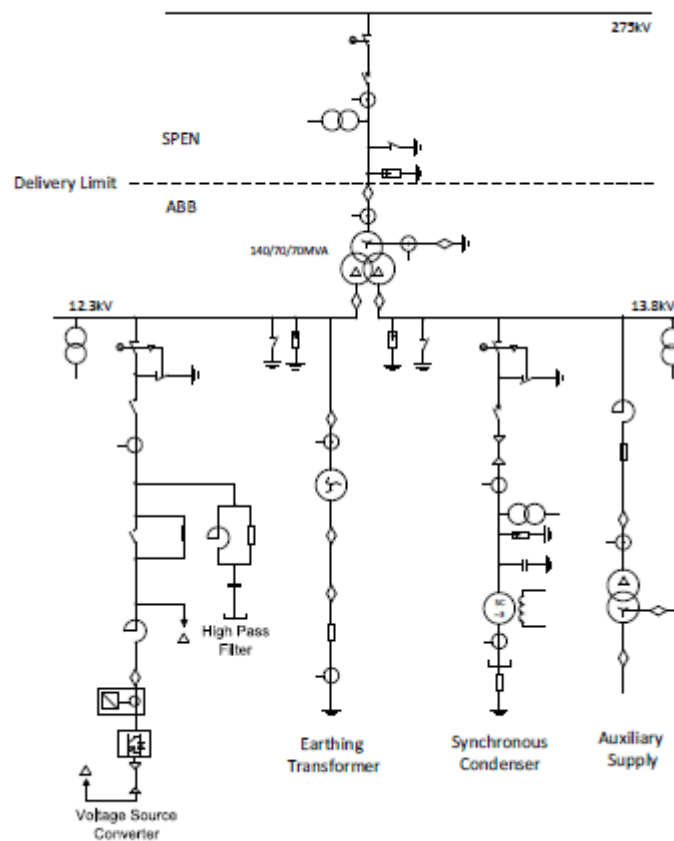 275kV
SPEN
Delivery Limit
ABB
140/70/70MVA
12.3kV
13.8kV
High Pass
Filter
SC
Earthing
Transformer
Synchronous
Condenser
Auxiliary
Supply
Voltage Source
Converter